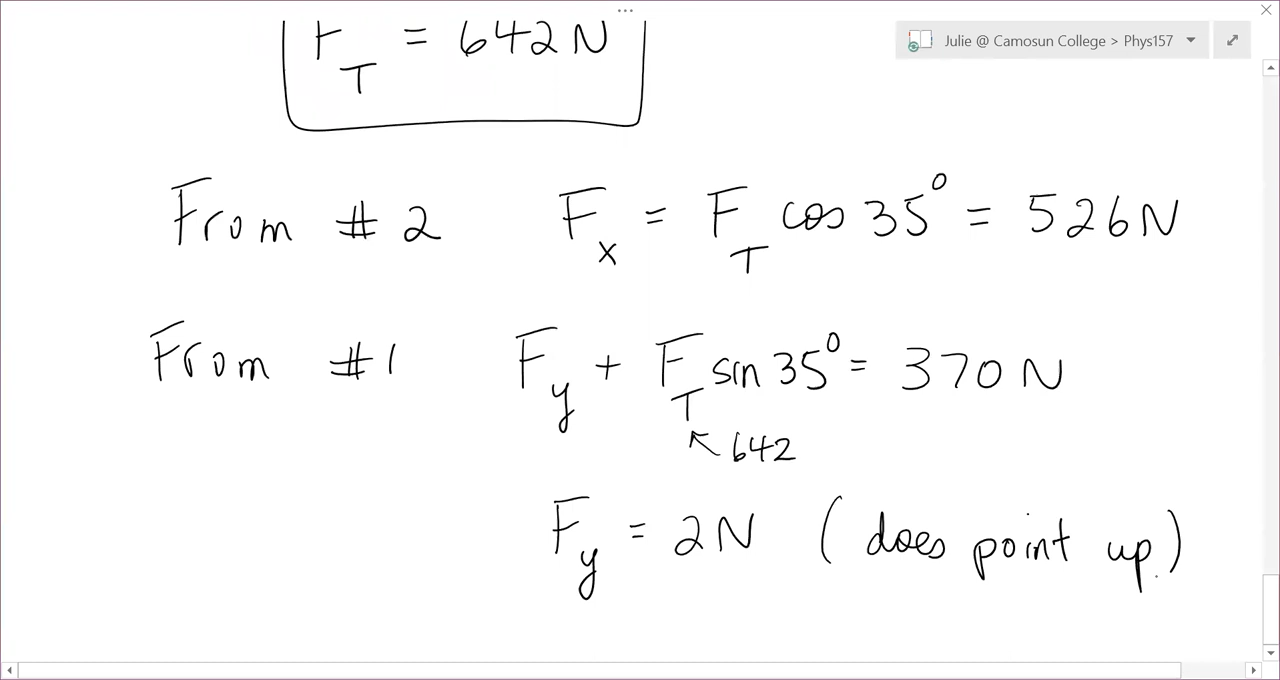 Julie @ Camosun College > Phys157
F_T = 642 N
From #2 F_x = F_T cos 35° = 526 N
From #1 F_y + F_T sin 35° = 370 N
642
F_y = 2N (does point up.)